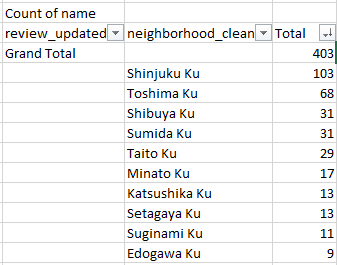 Count of name
review_updated neighborhood_clean Total
Grand Total 403
Shinjuku Ku 103
Toshima Ku 68
Shibuya Ku 31
Sumida Ku 31
Taito Ku 29
Minato Ku 17
Katsushika Ku 13
Setagaya Ku 13
Suginami Ku 11
Edogawa Ku 9